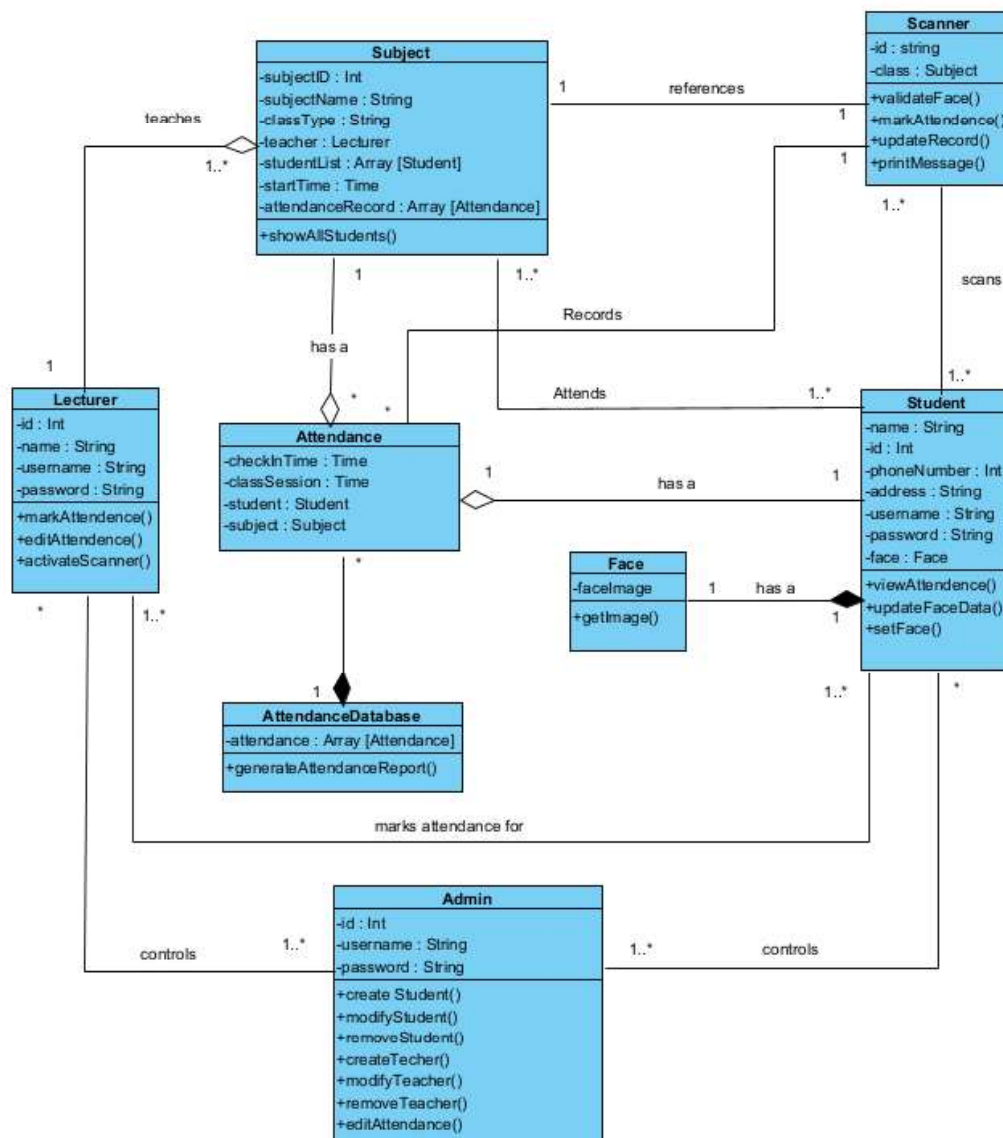 Scanner
-id : string
-class : Subject
+validateFace()
+markAttendence()
+updateRecord()
+printMessage()
Subject
-subjectID : Int
-subjectName : String
-classType : String
-teacher : Lecturer
-studentList : Array [Student]
-startTime : Time
-attendanceRecord : Array [Attendance]
+showAllStudents()
1
references
1
1
teaches
1..*
1..*
scans
1..*
1
1..*
Records
has a
Attends
1..*
*
*
1
Lecturer
-id : Int
-name : String
-username : String
-password : String
+markAttendence()
+editAttendence()
+activateScanner()
Attendance
-checkInTime : Time
-classSession : Time
-student : Student
-subject : Subject
1
has a
1
Student
-name : String
-id : Int
-phoneNumber : Int
-address : String
-username : String
-password : String
-face : Face
+viewAttendence()
+updateFaceData()
+setFace()
Face
-faceImage
+getImage()
1
has a
1
*
1..*
*
1
1..*
*
AttendanceDatabase
-attendance : Array [Attendance]
+generateAttendanceReport()
marks attendance for
Admin
-id : Int
-username : String
-password : String
+create Student()
+modifyStudent()
+removeStudent()
+createTecher()
+modifyTeacher()
+removeTeacher()
+editAttendance()
controls
1..*
1..*
controls